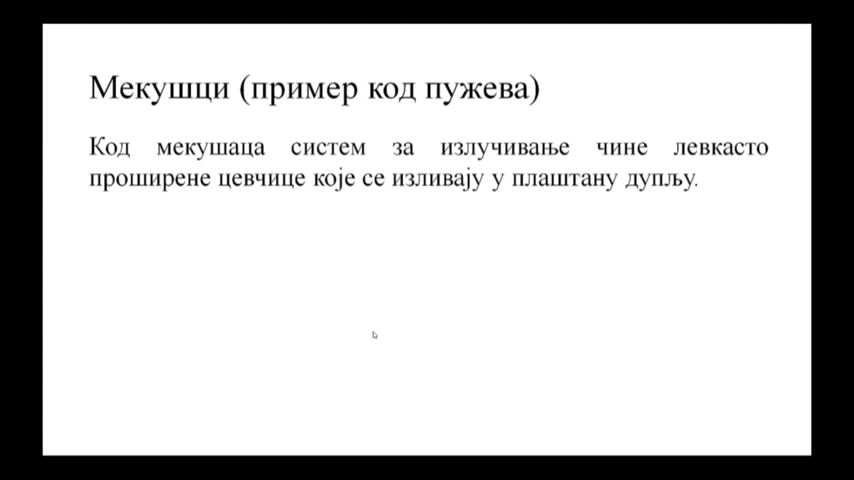 Мекушци (пример код пужева)
Код мекушаца систем за излучивање чине левкасто
проширене цевчице које се изливају у плаштану дупљу.